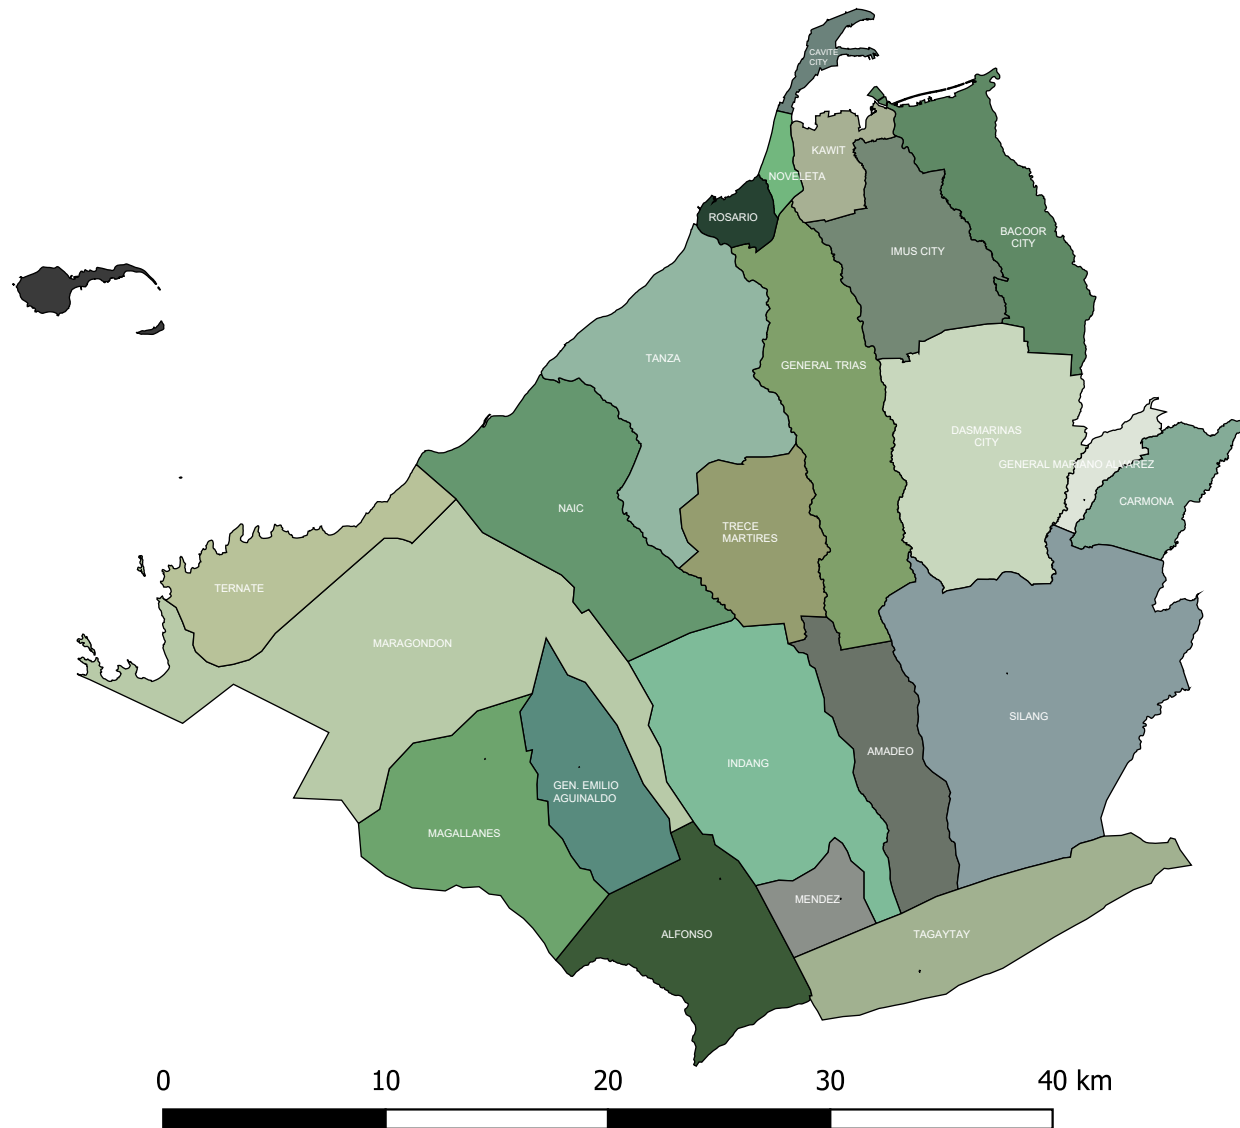 CAVITE
CITY
KAWIT
NOVELETA
ROSARIO
BACOOR
CITY
IMUS CITY
TANZA
GENERAL TRIAS
DASMARINAS
CITY
GENERAL MARIANO ALVAREZ
CARMONA
NAIC
TRECE
MARTIRES
TERNATE
MARAGONDON
SILANG
AMADEO
INDANG
GEN. EMILIO
AGUINALDO
MAGALLANES
MENDEZ
ALFONSO
TAGAYTAY
0 10 20 30 40 km